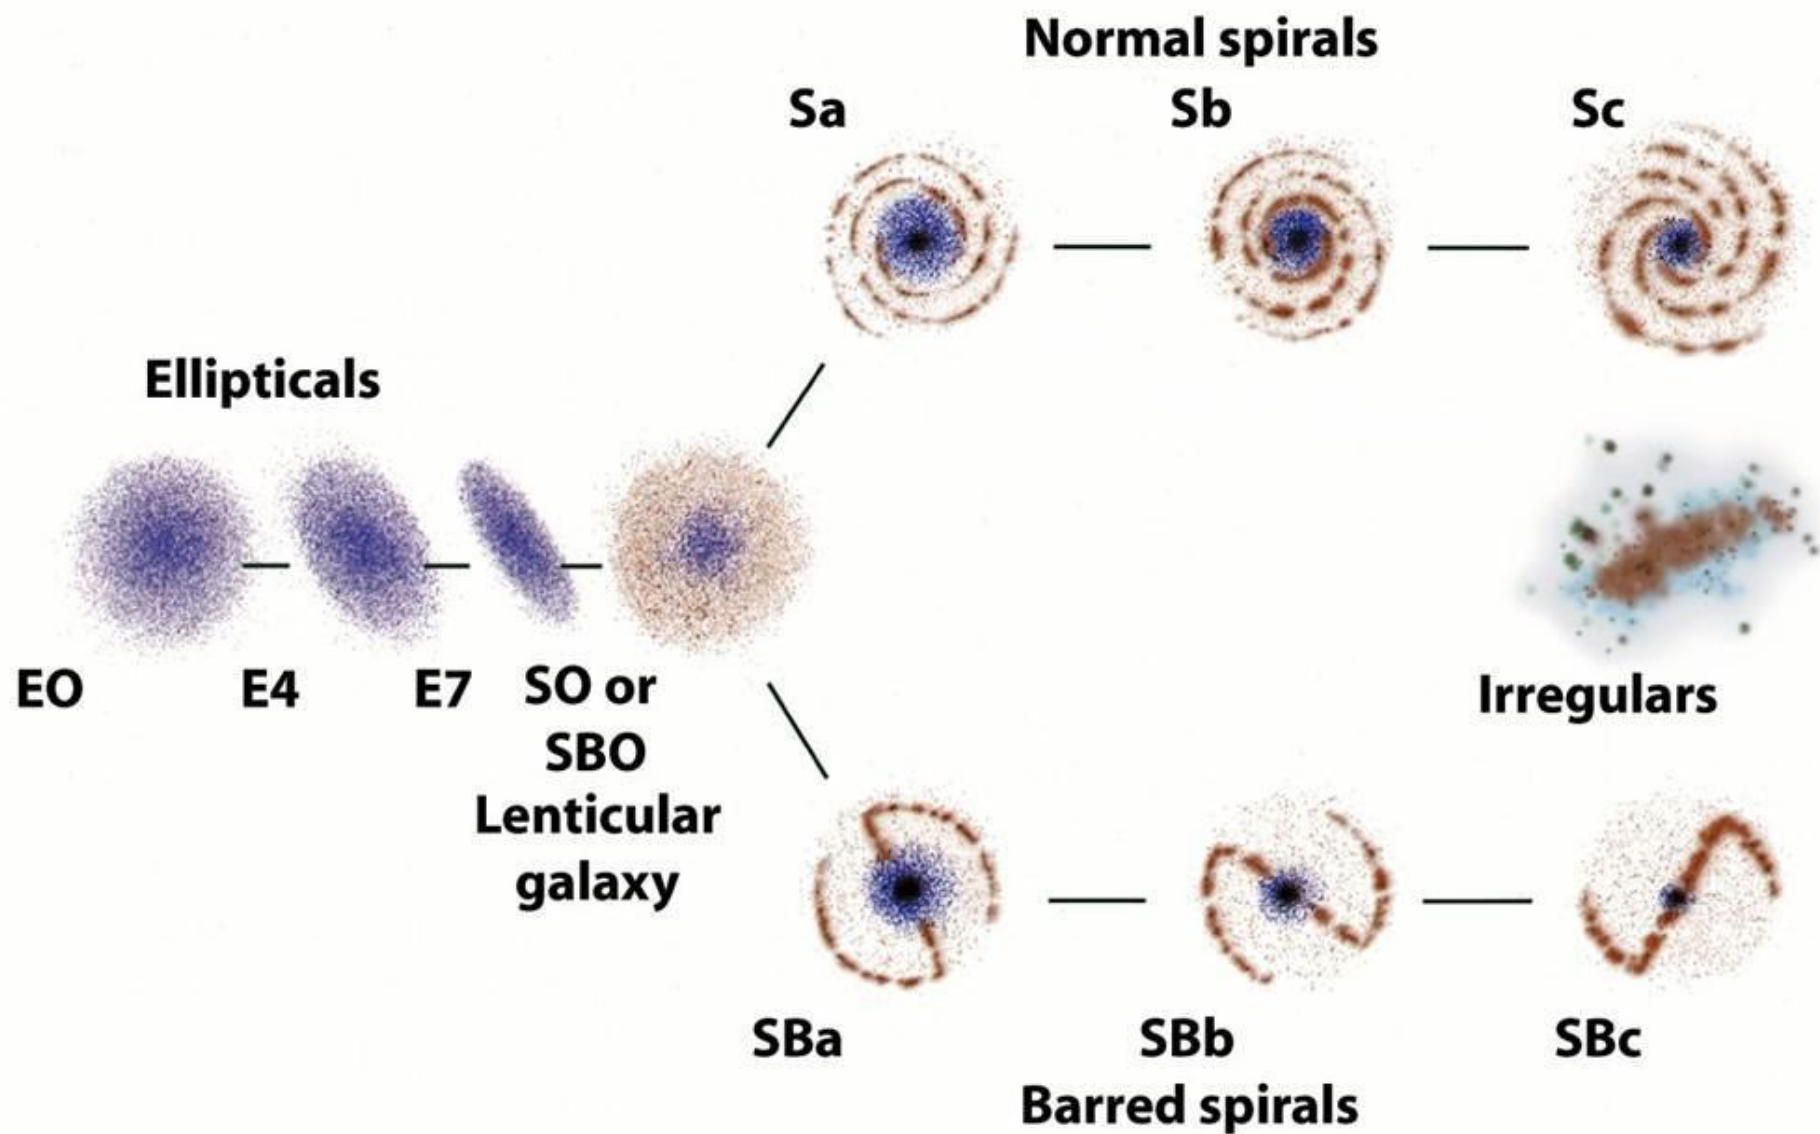 Normal spirals
Sa
Sb
Sc
Ellipticals
EO
E4
E7
SO or
SBO
Lenticular
galaxy
Irregulars
SBa
SBb
SBc
Barred spirals